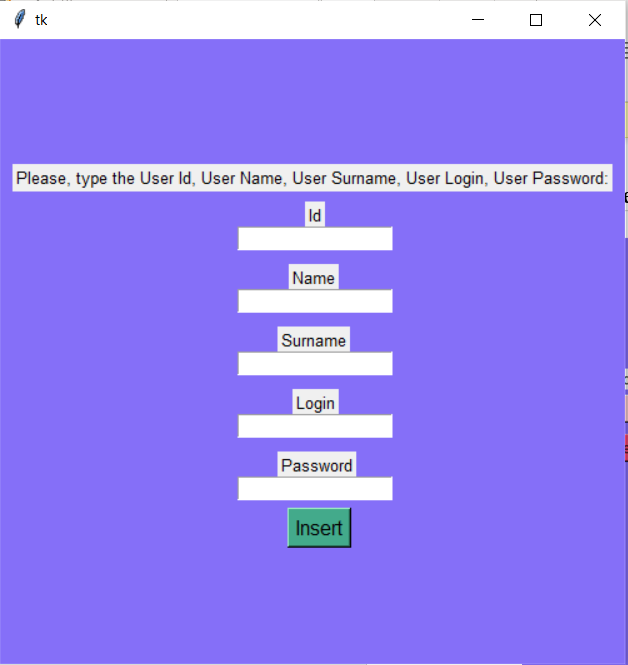 tk
Please, type the User Id, User Name, User Surname, User Login, User Password:
Id
Name
Surname
Login
Password
Insert